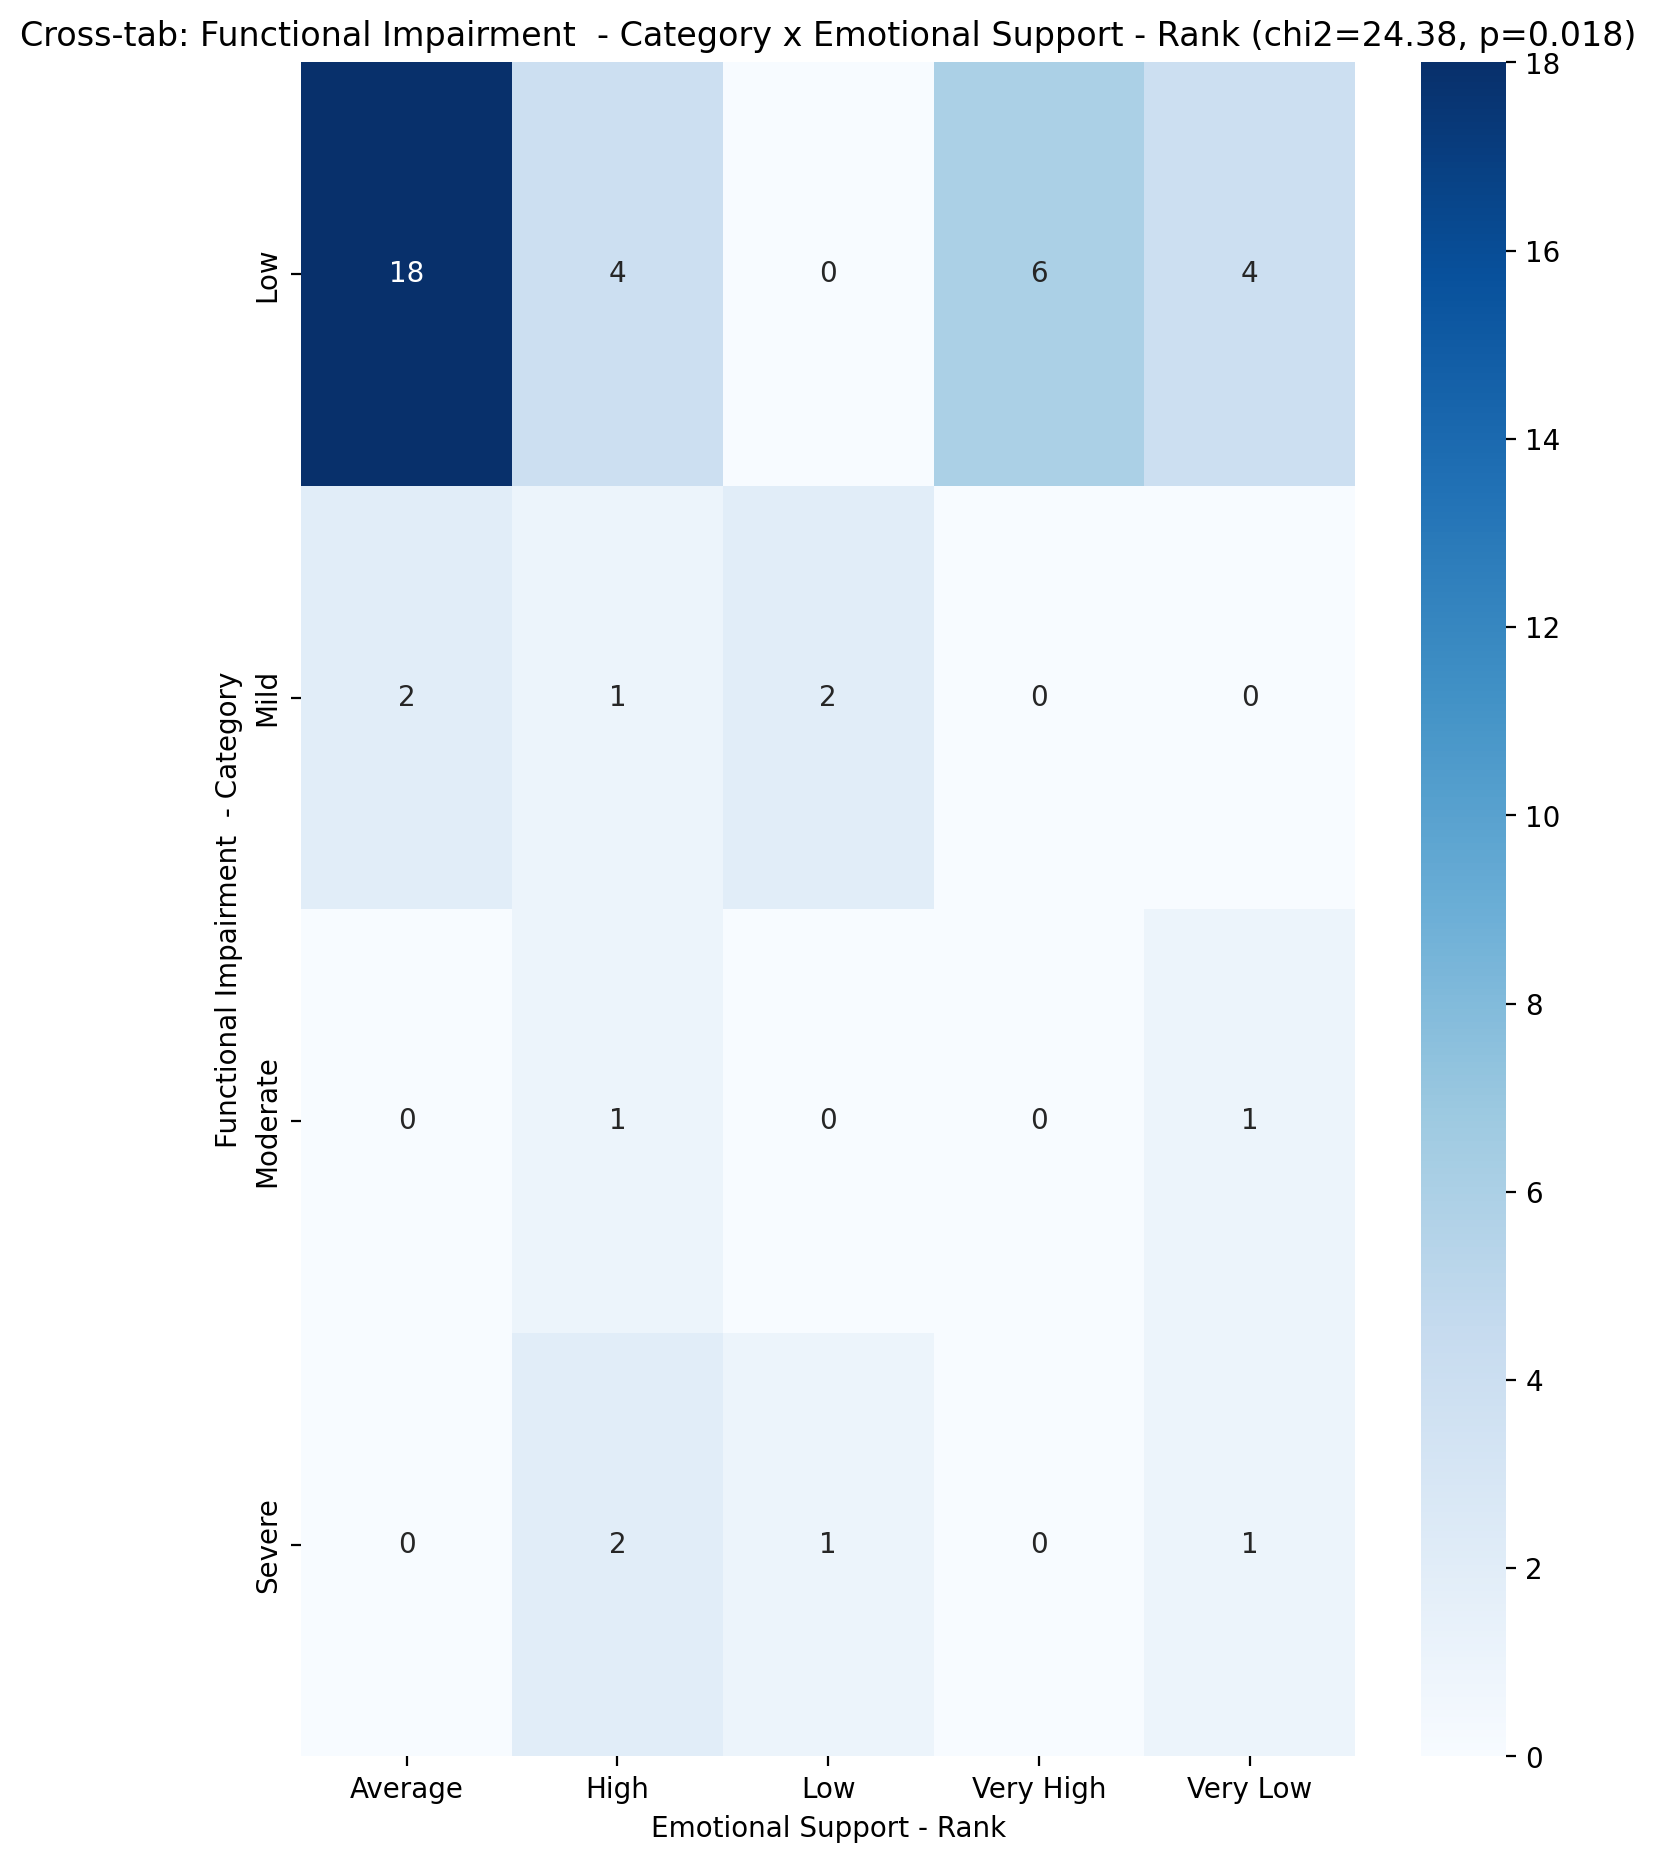 Cross-tab: Functional Impairment  - Category x Emotional Support - Rank (chi2=24.38, p=0.018)
Functional Impairment  - Category
Low
Mild
Moderate
Severe
18 4 0 6 4
2 1 2 0 0
0 1 0 0 1
0 2 1 0 1
Average High Low Very High Very Low
Emotional Support - Rank
18
16
14
12
10
8
6
4
2
0